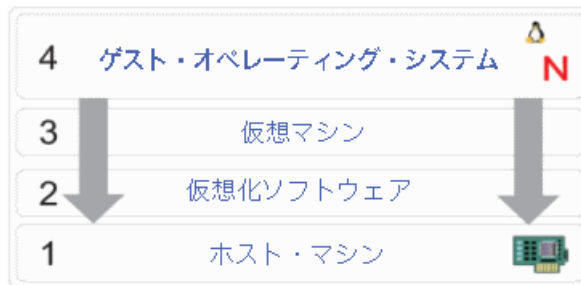 4 ゲスト・オペレーティング・システム N
3 仮想マシン
2 仮想化ソフトウェア
1 ホスト・マシン